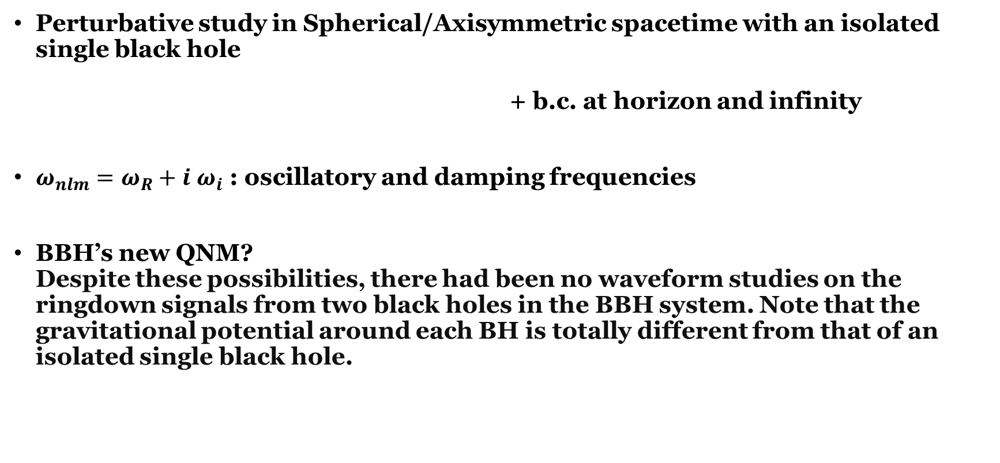 • Perturbative study in Spherical/Axisymmetric spacetime with an isolated
single black hole
+ b.c. at horizon and infinity
• ω_{nlm} = ω_R + i ω_i : oscillatory and damping frequencies
• BBH’s new QNM?
Despite these possibilities, there had been no waveform studies on the
ringdown signals from two black holes in the BBH system. Note that the
gravitational potential around each BH is totally different from that of an
isolated single black hole.